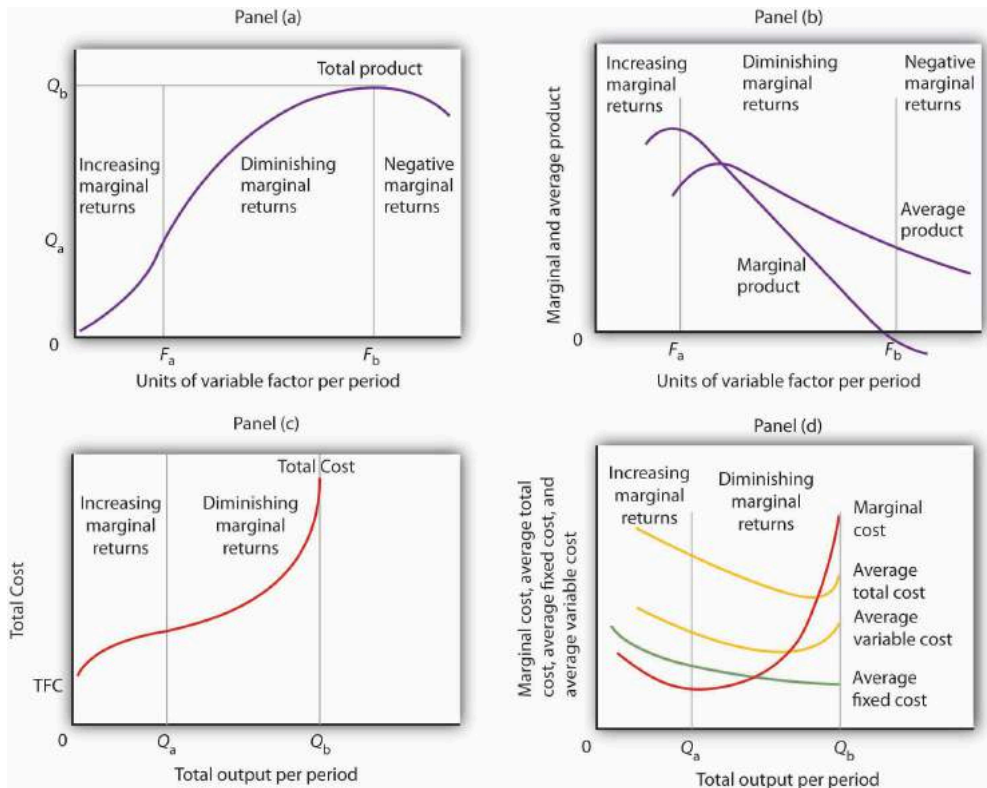 Panel (a)
Total product
Q_b
Increasing
marginal
returns
Diminishing
marginal
returns
Negative
marginal
returns
Q_a
0
F_a
F_b
Units of variable factor per period
Panel (b)
Marginal and average product
Increasing
marginal
returns
Diminishing
marginal
returns
Negative
marginal
returns
Average
product
Marginal
product
0
F_a
F_b
Units of variable factor per period
Panel (c)
Total Cost
Total Cost
Increasing
marginal
returns
Diminishing
marginal
returns
TFC
0
Q_a
Q_b
Total output per period
Panel (d)
Marginal cost, average total
cost, average fixed cost, and
average variable cost
Increasing
marginal
returns
Diminishing
marginal
returns
Marginal
cost
Average
total cost
Average
variable cost
Average
fixed cost
0
Q_a
Q_b
Total output per period